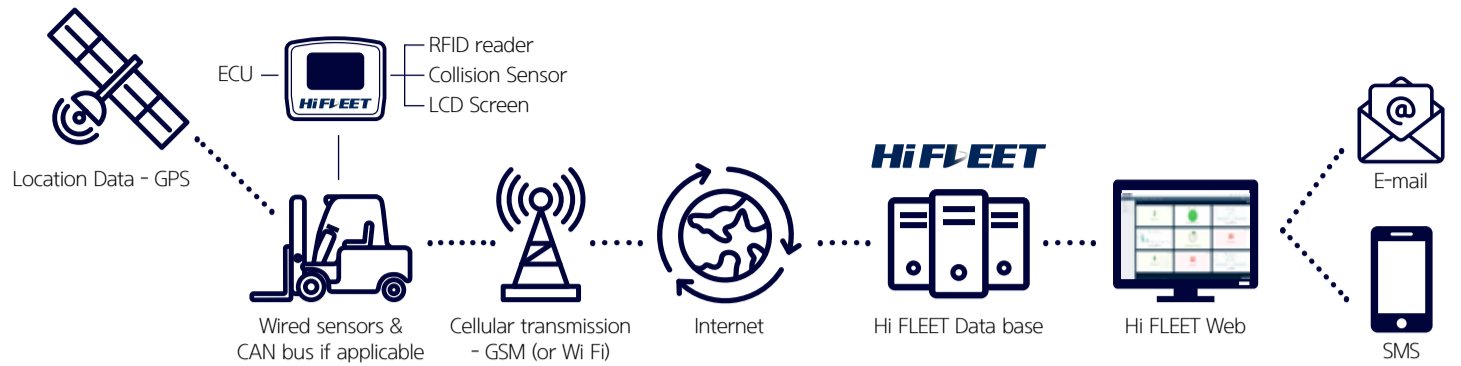 ECU
HiFLEET
RFID reader
Collision Sensor
LCD Screen
Location Data - GPS
Wired sensors &
CAN bus if applicable
Cellular transmission
- GSM (or Wi Fi)
Internet
HiFLEET
Hi FLEET Data base
Hi FLEET Web
@
E-mail
SMS